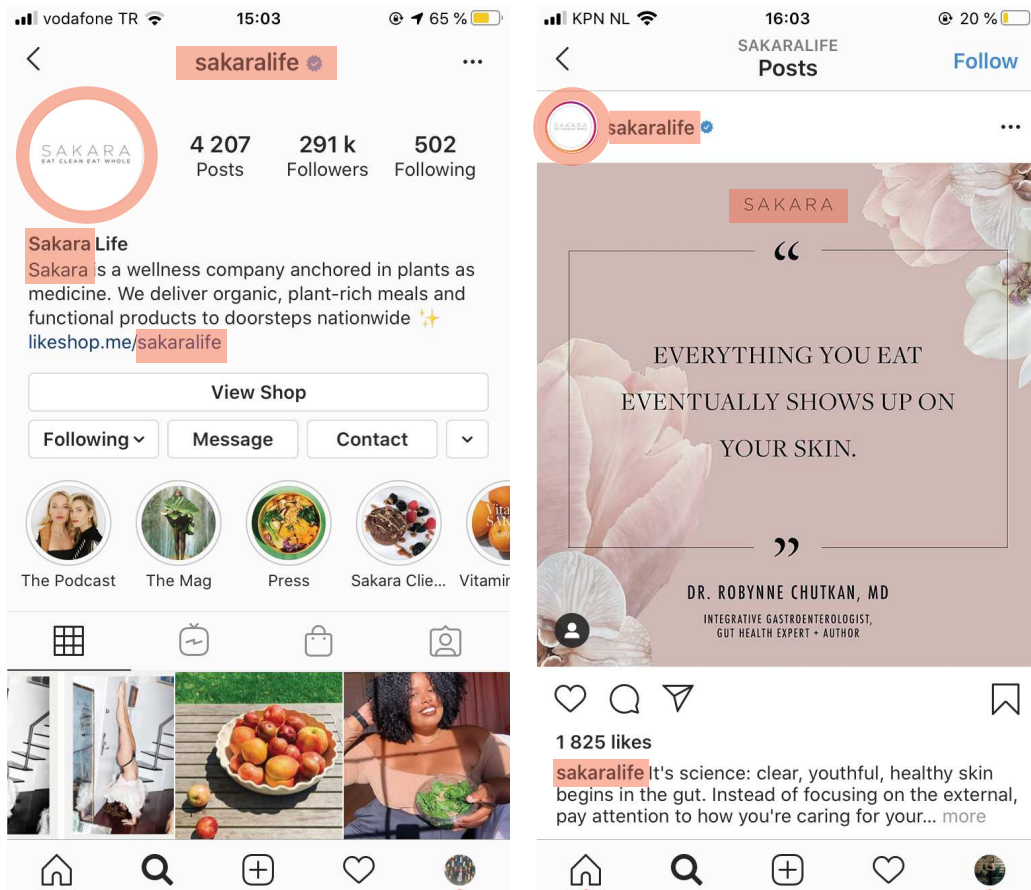 vodafone TR 15:03 65 %
sakaralife
SAKARA
EAT CLEAN EAT WHOLE
4 207 291 k 502
Posts Followers Following
Sakara Life
Sakara is a wellness company anchored in plants as
medicine. We deliver organic, plant-rich meals and
functional products to doorsteps nationwide ✨
likeshop.me/sakaralife
View Shop
Following Message Contact
The Podcast The Mag Press Sakara Clie... Vitamin
KPN NL 16:03 20 %
SAKARALIFE
Posts
Follow
SAKARA
sakaralife
SAKARA
“
EVERYTHING YOU EAT
EVENTUALLY SHOWS UP ON
YOUR SKIN.
”
DR. ROBYNNE CHUTKAN, MD
INTEGRATIVE GASTROENTEROLOGIST,
GUT HEALTH EXPERT + AUTHOR
1 825 likes
sakaralife It's science: clear, youthful, healthy skin
begins in the gut. Instead of focusing on the external,
pay attention to how you're caring for your... more